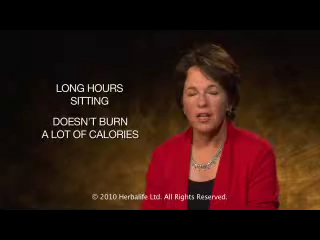 LONG HOURS
SITTING
DOESN'T BURN
A LOT OF CALORIES
© 2010 Herbalife Ltd. All Rights Reserved.